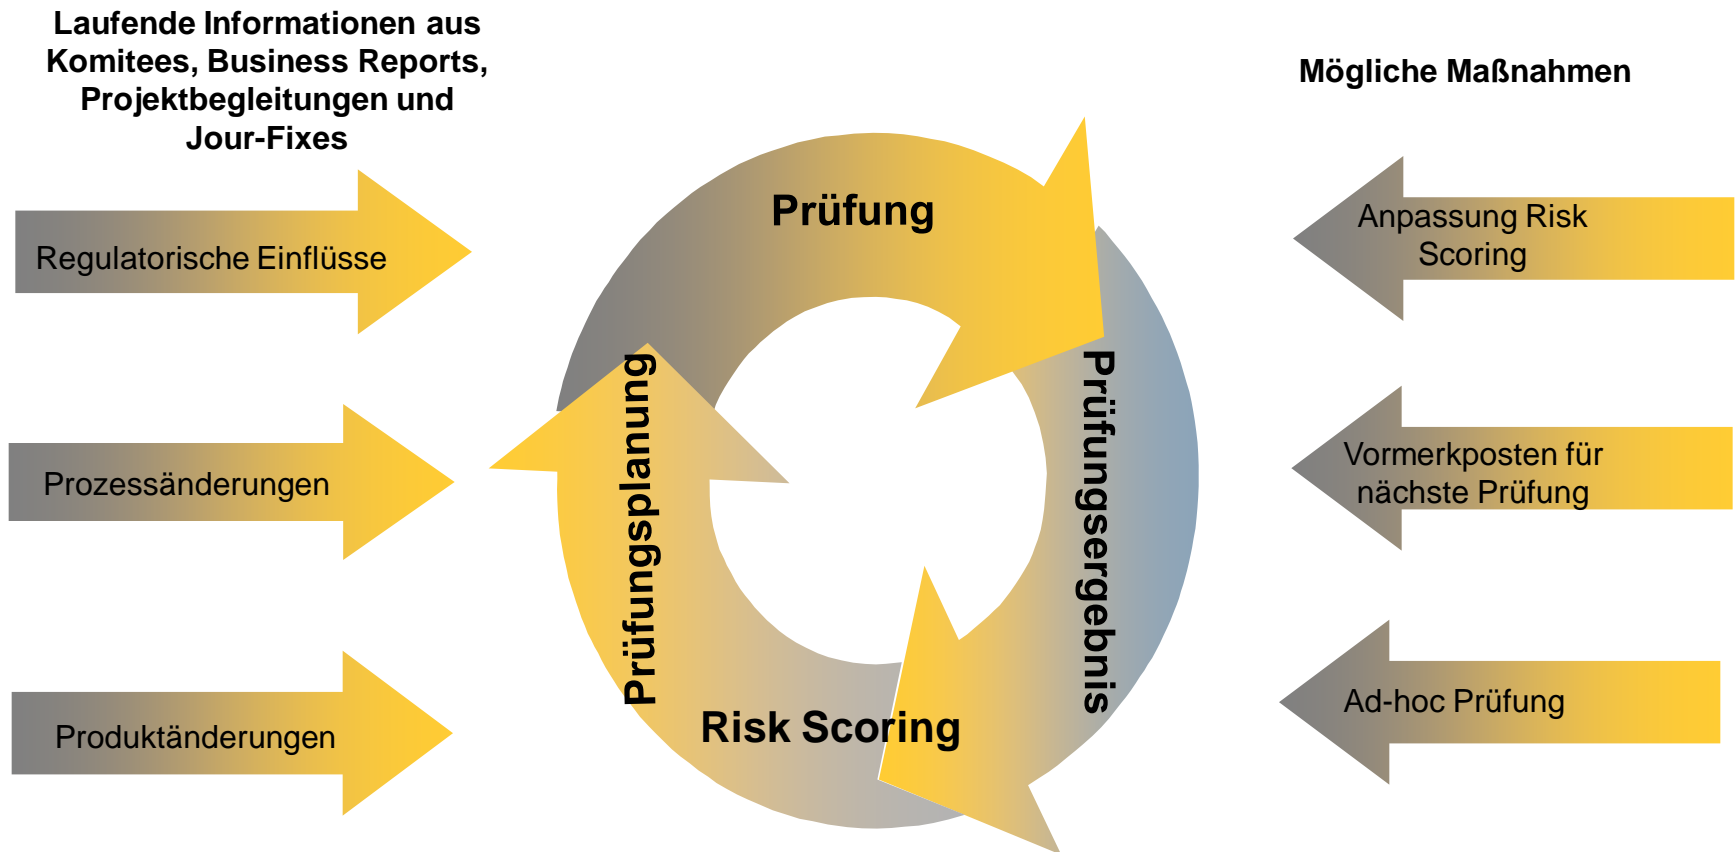 Laufende Informationen aus
Komitees, Business Reports,
Projektbegleitungen und
Jour-Fixes
Regulatorische Einflüsse
Prozessänderungen
Produktänderungen
Prüfung
Prüfungsergebnis
Risk Scoring
Prüfungsplanung
Mögliche Maßnahmen
Anpassung Risk
Scoring
Vormerkposten für
nächste Prüfung
Ad-hoc Prüfung